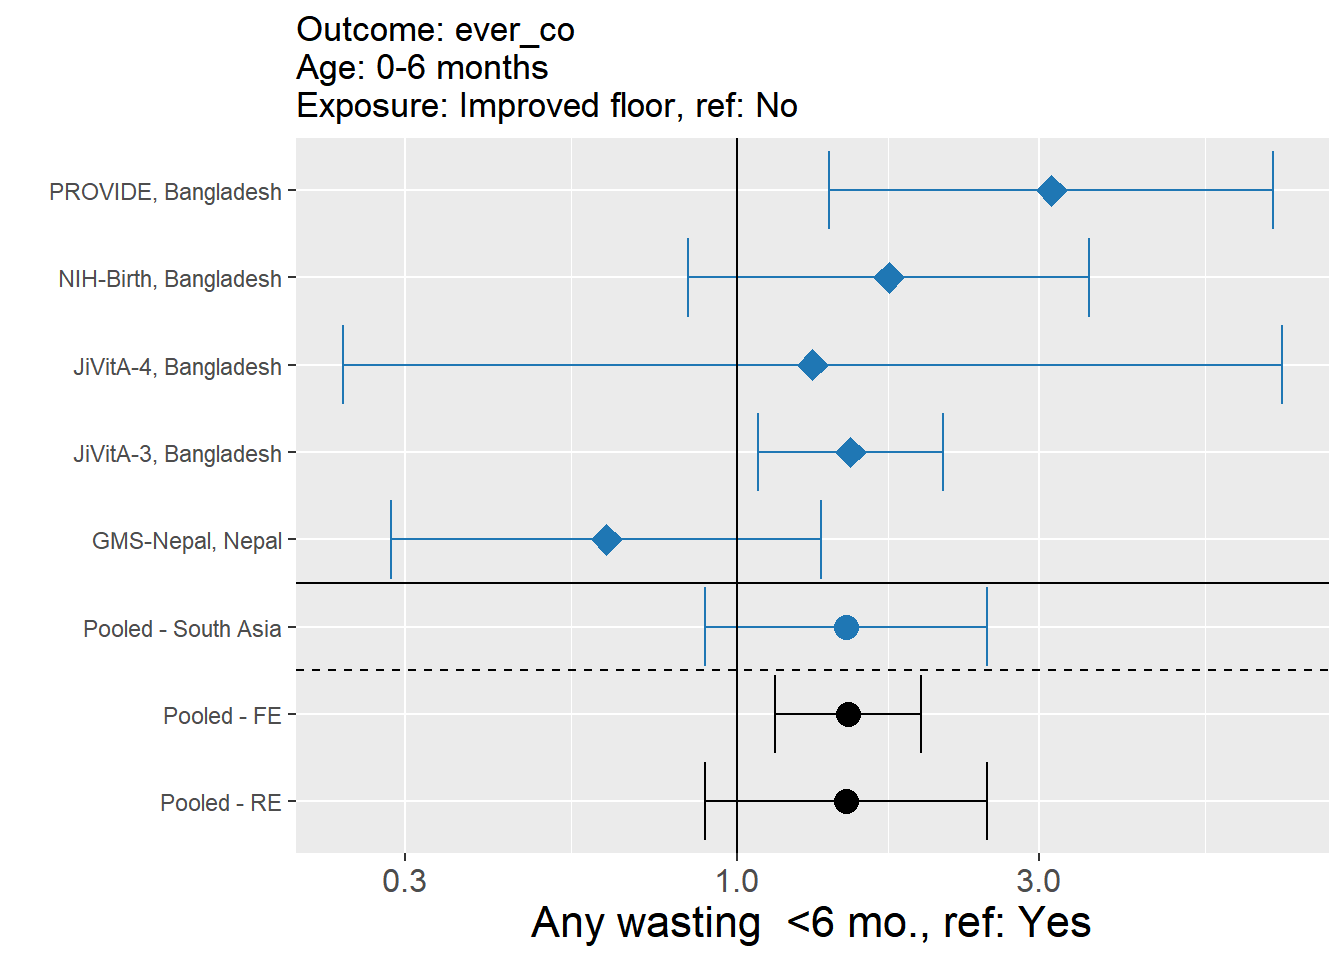 Outcome: ever_co
Age: 0-6 months
Exposure: Improved floor, ref: No
PROVIDE, Bangladesh
NIH-Birth, Bangladesh
JiVitA-4, Bangladesh
JiVitA-3, Bangladesh
GMS-Nepal, Nepal
Pooled - South Asia
Pooled - FE
Pooled - RE
0.3 1.0 3.0
Any wasting  <6 mo., ref: Yes